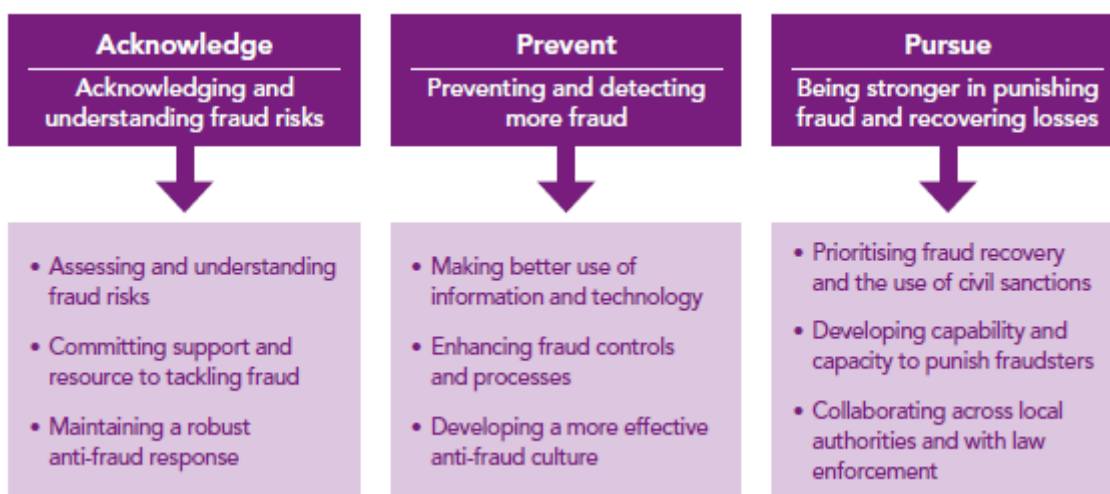 Acknowledge
Acknowledging and
understanding fraud risks
• Assessing and understanding
fraud risks
• Committing support and
resource to tackling fraud
• Maintaining a robust
anti-fraud response
Prevent
Preventing and detecting
more fraud
• Making better use of
information and technology
• Enhancing fraud controls
and processes
• Developing a more effective
anti-fraud culture
Pursue
Being stronger in punishing
fraud and recovering losses
• Prioritising fraud recovery
and the use of civil sanctions
• Developing capability and
capacity to punish fraudsters
• Collaborating across local
authorities and with law
enforcement